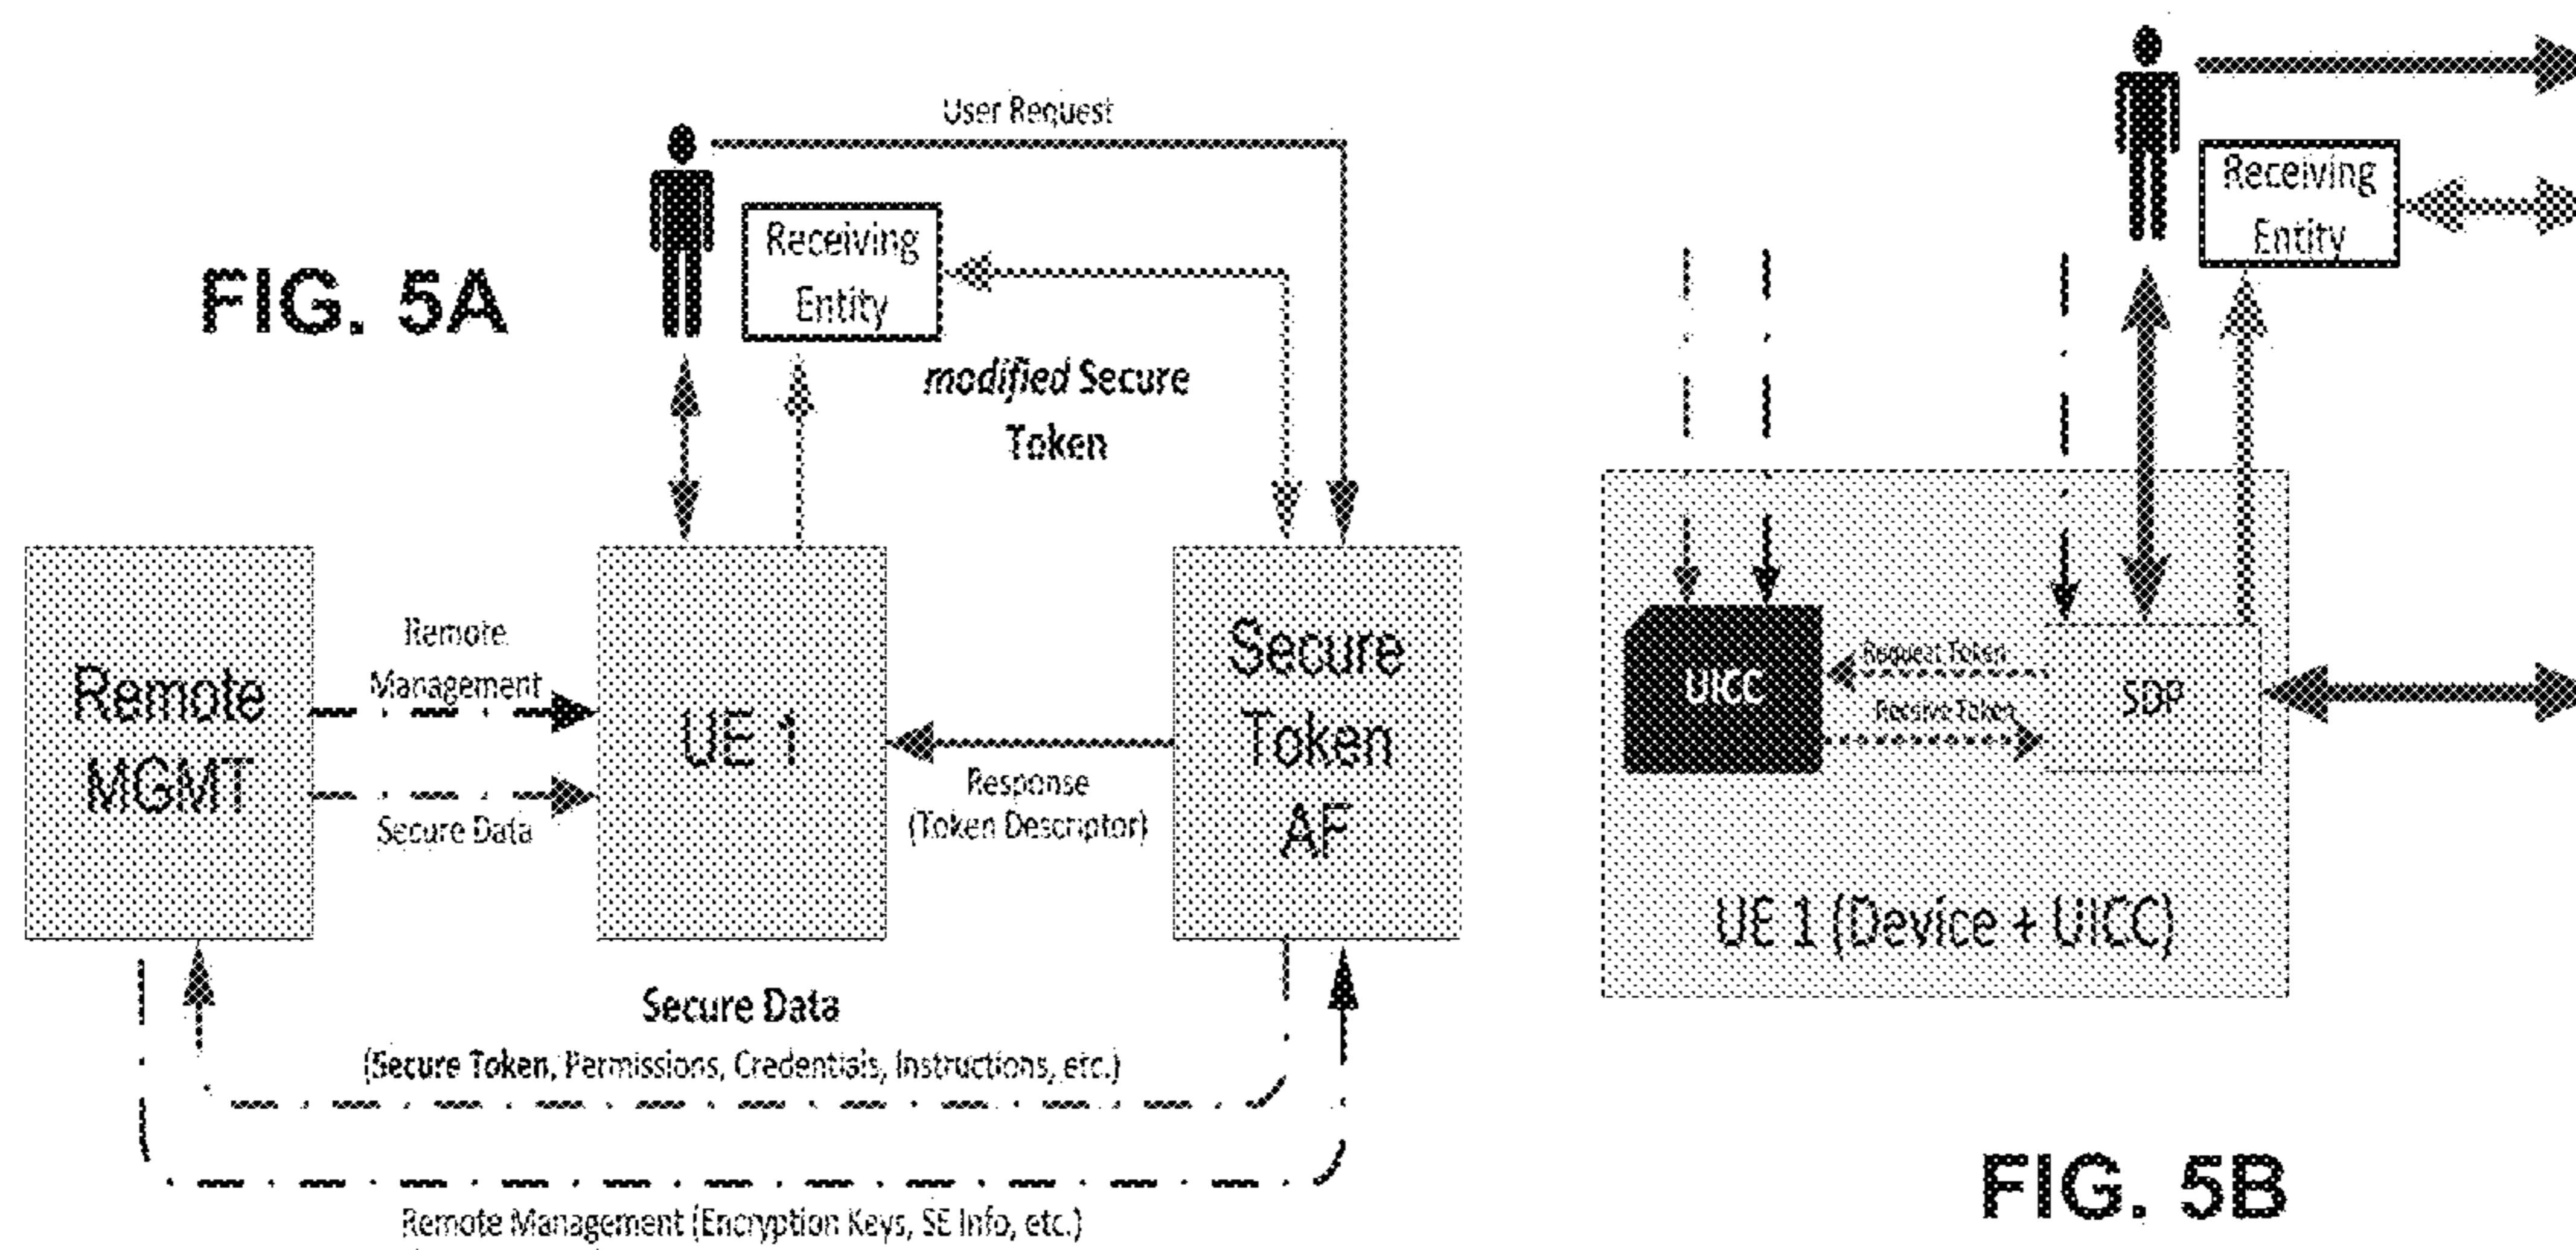 FIG. 5A
User Request
Receiving
Entity
modified Secure
Token
Remote
MGMT
Remote
Management
Secure Data
UE 1
Response
(Token Descriptor)
Secure
Token
AF
Secure Data
(Secure Token, Permissions, Credentials, Instructions, etc.)
Remote Management (Encryption Keys, SE Info, etc.)
Receiving
Entity
UICC
Request Token
Receive Token
SDP
UE 1 (Device + UICC)
FIG. 5B